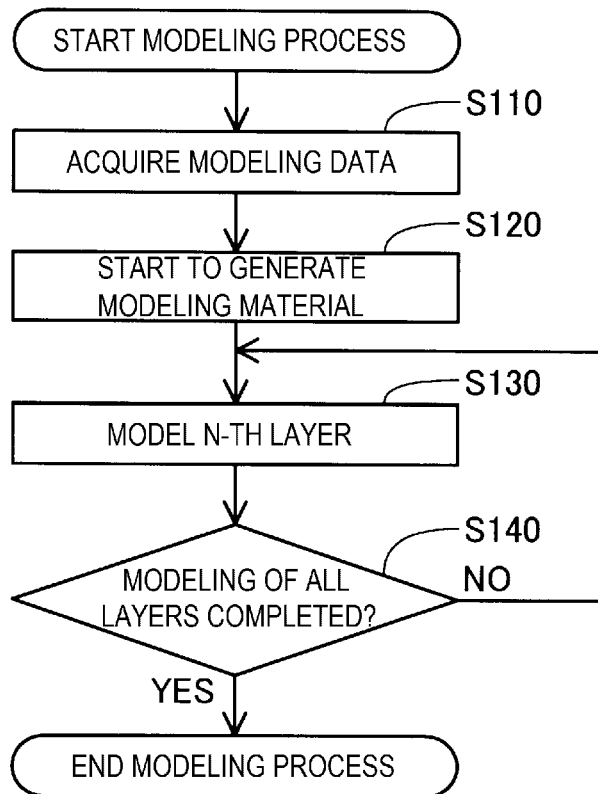 START MODELING PROCESS
S110
ACQUIRE MODELING DATA
S120
START TO GENERATE
MODELING MATERIAL
S130
MODEL N-TH LAYER
S140
MODELING OF ALL
LAYERS COMPLETED?
NO
YES
END MODELING PROCESS